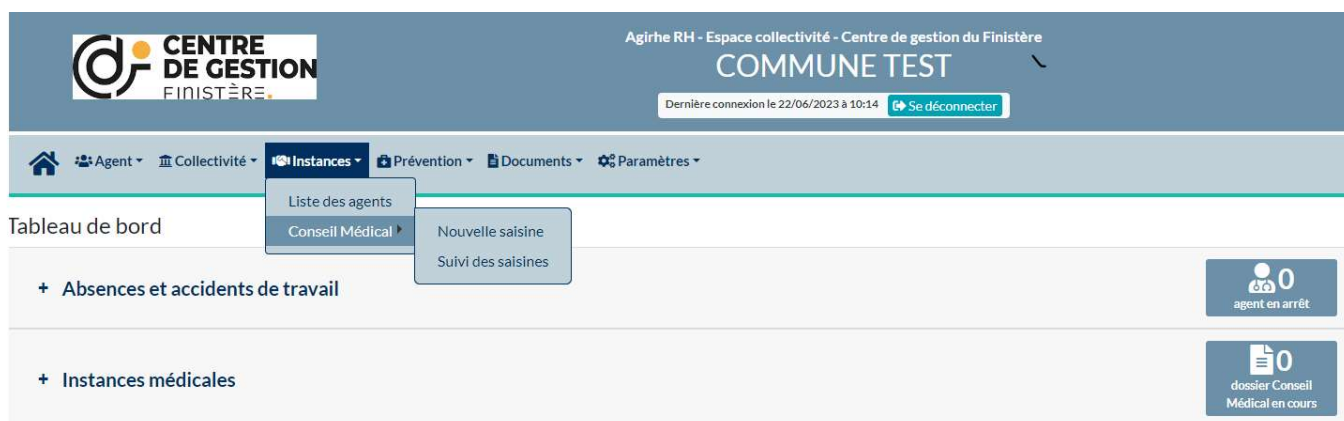 CENTRE
DE GESTION
FINISTÈRE.
Agirhe RH - Espace collectivité - Centre de gestion du Finistère
COMMUNE TEST
Dernière connexion le 22/06/2023 à 10:14 Se déconnecter
Agent Collectivité Instances Prévention Documents Paramètres
Liste des agents
Conseil Médical
Nouvelle saisine
Suivi des saisines
Tableau de bord
+ Absences et accidents de travail
0
agent en arrêt
+ Instances médicales
0
dossier Conseil
Médical en cours